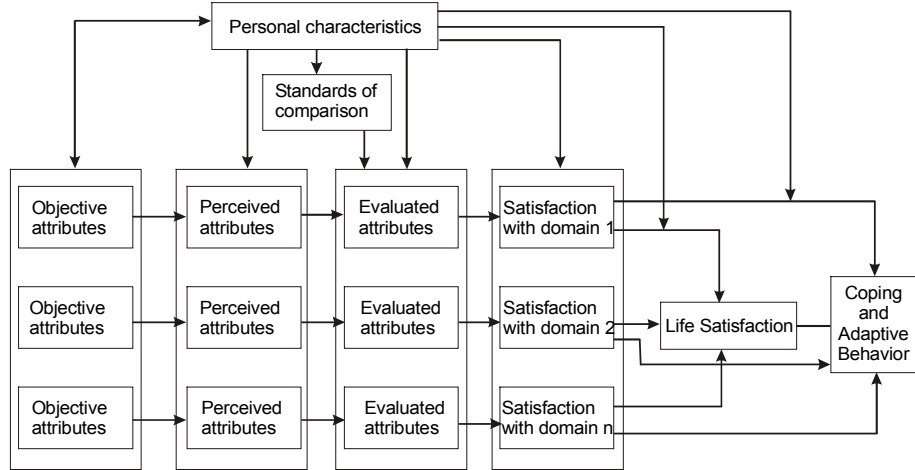 Personal characteristics
Standards of
comparison
Objective
attributes
Perceived
attributes
Evaluated
attributes
Satisfaction
with domain 1
Objective
attributes
Perceived
attributes
Evaluated
attributes
Satisfaction
with domain 2
Life Satisfaction
Coping
and
Adaptive
Behavior
Objective
attributes
Perceived
attributes
Evaluated
attributes
Satisfaction
with domain n